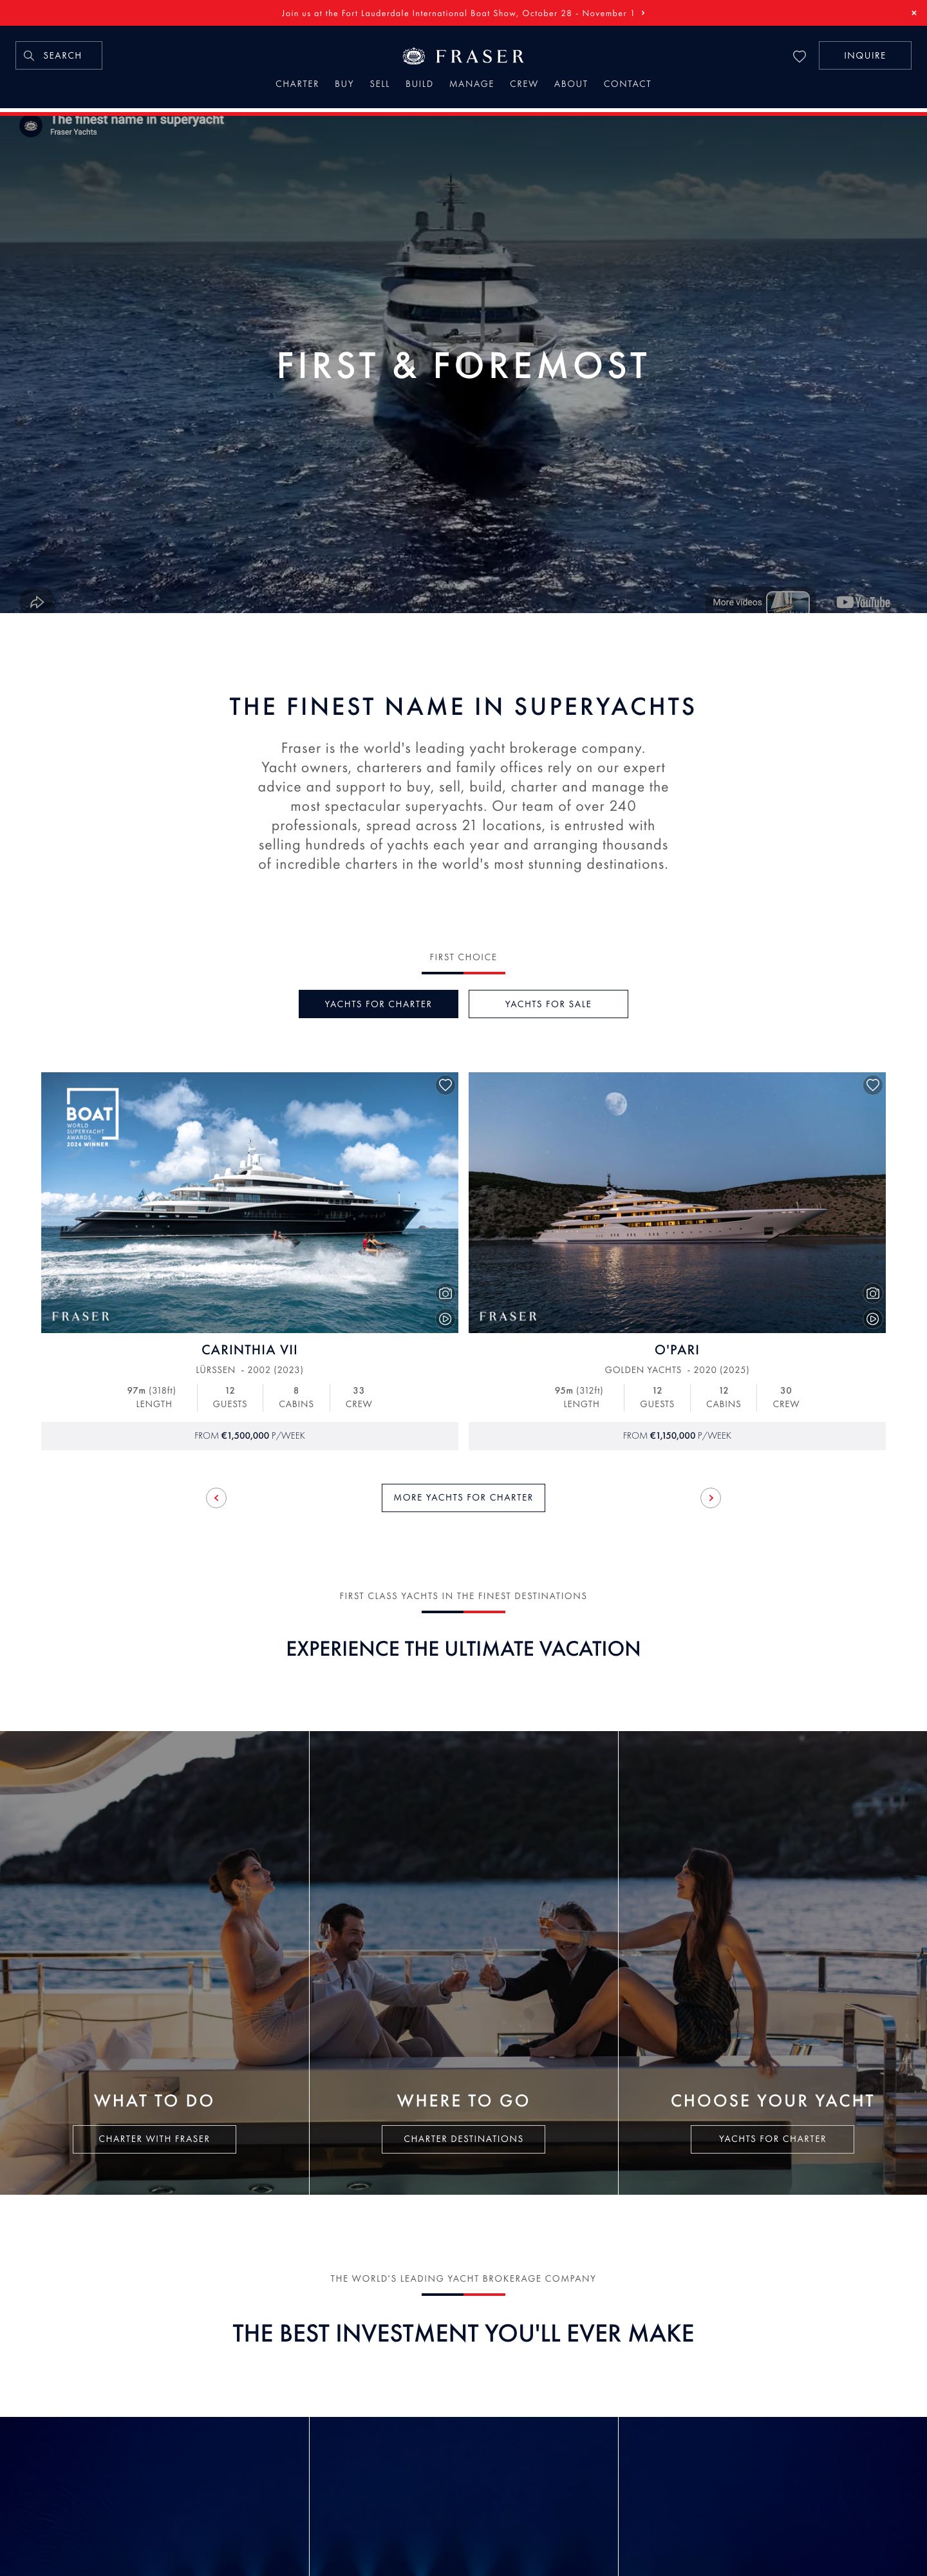 Join us at the Fort Lauderdale International Boat Show, October 28 - November 1
SEARCH
FRASER
INQUIRE
CHARTER BUY SELL BUILD MANAGE CREW ABOUT CONTACT
The finest name in superyacht
Fraser Yachts
FIRST & FOREMOST
More videos
YouTube
THE FINEST NAME IN SUPERYACHTS
Fraser is the world's leading yacht brokerage company.
Yacht owners, charterers and family offices rely on our expert
advice and support to buy, sell, build, charter and manage the
most spectacular superyachts. Our team of over 240
professionals, spread across 21 locations, is entrusted with
selling hundreds of yachts each year and arranging thousands
of incredible charters in the world's most stunning destinations.
FIRST CHOICE
YACHTS FOR CHARTER
YACHTS FOR SALE
BOAT
WORLD
SUPERYACHT
AWARDS
2024 WINNER
FRASER
FRASER
CARINTHIA VII
LÜRSSEN - 2002 (2023)
97m (318ft) 12 8 33
LENGTH GUESTS CABINS CREW
FROM €1,500,000 P/WEEK
O'PARI
GOLDEN YACHTS - 2020 (2025)
95m (312ft) 12 12 30
LENGTH GUESTS CABINS CREW
FROM €1,150,000 P/WEEK
MORE YACHTS FOR CHARTER
FIRST CLASS YACHTS IN THE FINEST DESTINATIONS
EXPERIENCE THE ULTIMATE VACATION
WHAT TO DO
CHARTER WITH FRASER
WHERE TO GO
CHARTER DESTINATIONS
CHOOSE YOUR YACHT
YACHTS FOR CHARTER
THE WORLD'S LEADING YACHT BROKERAGE COMPANY
THE BEST INVESTMENT YOU'LL EVER MAKE